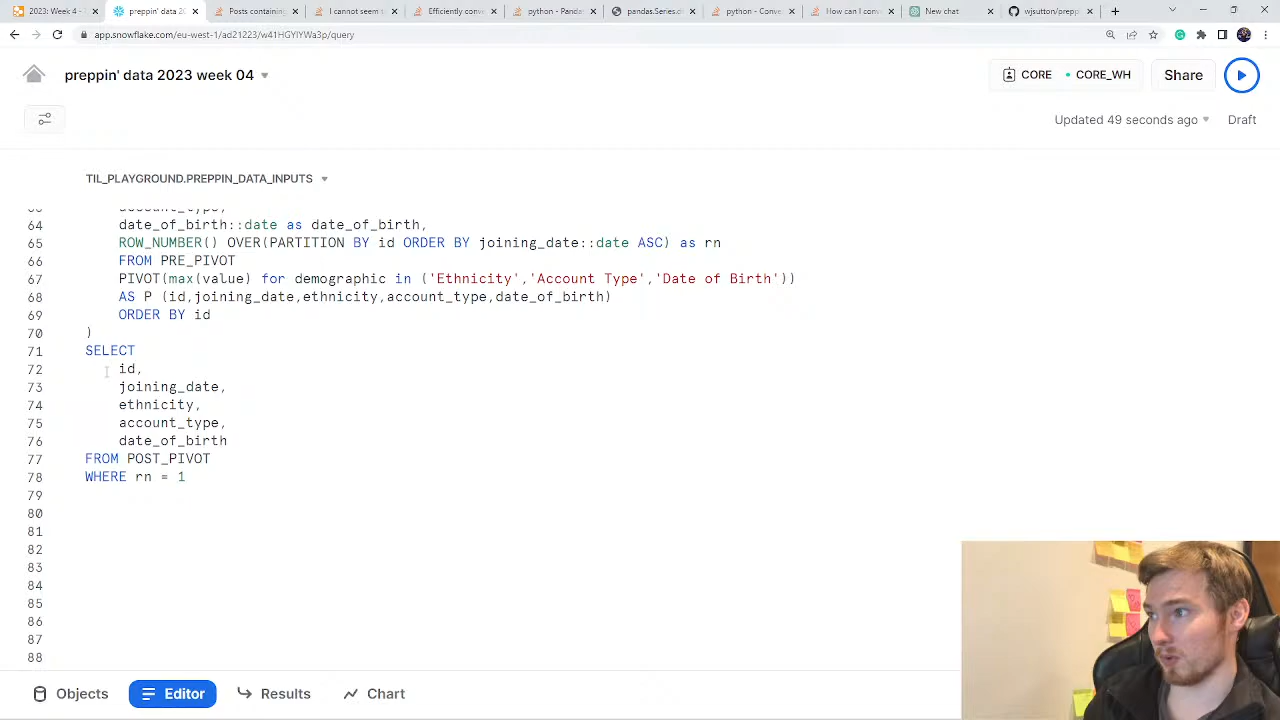 2023: Week 4 -
preppin' data 20
Posts containing
I cannot seem t
Efficiently conve
python - Panda
pandas.Series.d
python - Conve
How can I conv
New chat
wjsutton/prepp
app.snowflake.com/eu-west-1/ad21223/w41HGYIYWa3p/query
preppin' data 2023 week 04
CORE CORE_WH
Share
Updated 49 seconds ago
Draft
TIL_PLAYGROUND.PREPPIN_DATA_INPUTS
64 date_of_birth::date as date_of_birth,
65 ROW_NUMBER() OVER(PARTITION BY id ORDER BY joining_date::date ASC) as rn
66 FROM PRE_PIVOT
67 PIVOT(max(value) for demographic in ('Ethnicity','Account Type','Date of Birth'))
68 AS P (id,joining_date,ethnicity,account_type,date_of_birth)
69 ORDER BY id
70 )
71 SELECT
72 id,
73 joining_date,
74 ethnicity,
75 account_type,
76 date_of_birth
77 FROM POST_PIVOT
78 WHERE rn = 1
79
80
81
82
83
84
85
86
87
88
Objects
Editor
Results
Chart